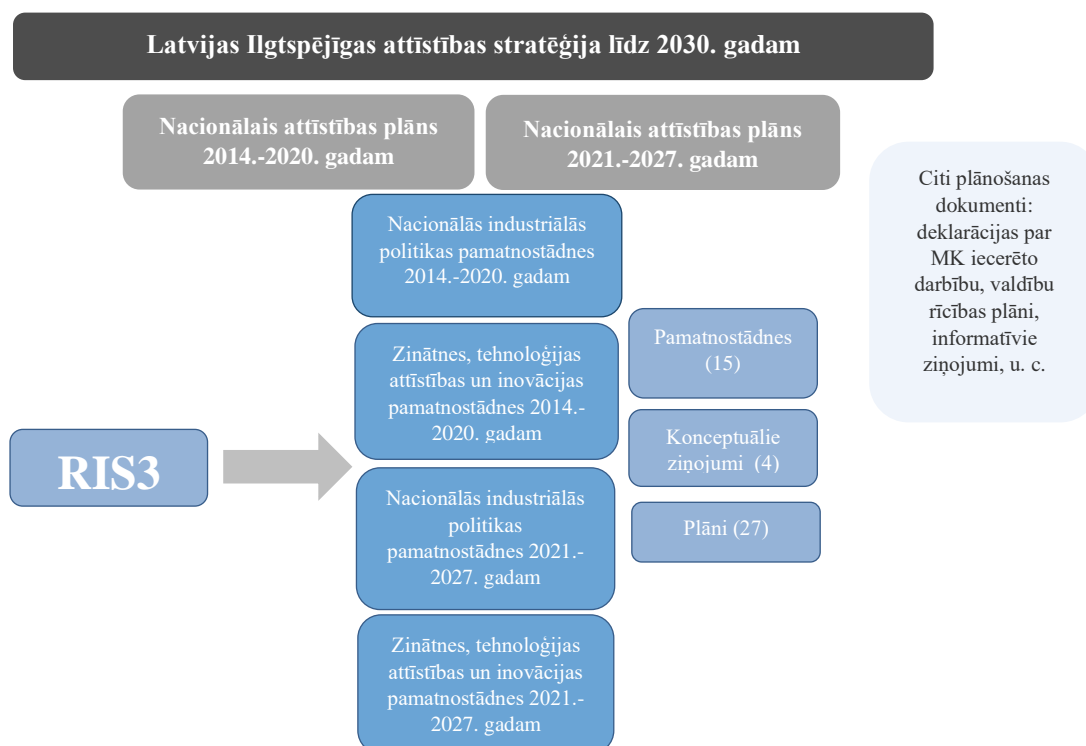 Latvijas Ilgtspējīgas attīstības stratēģija līdz 2030. gadam
Nacionālais attīstības plāns
2014.-2020. gadam
Nacionālais attīstības plāns
2021.-2027. gadam
Citi plānošanas
dokumenti:
deklarācijas par
MK iecerēto
darbību, valdību
rīcības plāni,
informatīvie
ziņojumi, u. c.
Nacionālās industriālās
politikas pamatnostādnes
2014.-2020. gadam
Zinātnes, tehnoloģijas
attīstības un inovācijas
pamatnostādnes 2014.-
2020. gadam
Pamatnostādnes
(15)
Konceptuālie
ziņojumi (4)
Plāni (27)
RIS3
Nacionālās industriālās
politikas
pamatnostādnes 2021.-
2027. gadam
Zinātnes, tehnoloģijas
attīstības un inovācijas
pamatnostādnes 2021.-
2027. gadam